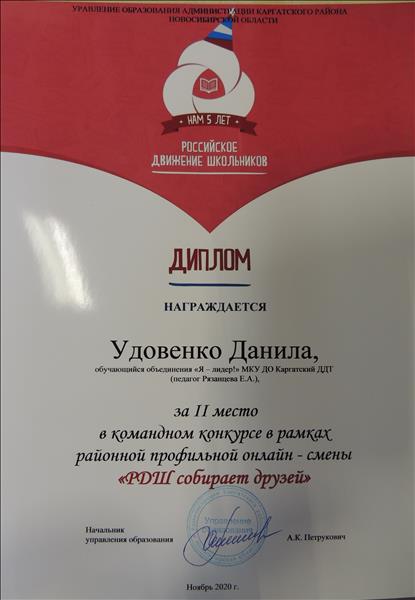 УРАВЛЕНИЕ ОБРАЗОВАНИЯ АДМИНИСТРАЦИИ КАРГАТСКОГО РАЙОНА
НОВОСИБИРСКОЙ ОБЛАСТИ
НАМ 5 ЛЕТ
РОССИЙСКОЕ
ДВИЖЕНИЕ ШКОЛЬНИКОВ
ДИПЛОМ
НАГРАЖДАЕТСЯ
Удовенко Данила,
обучающийся объединения «Я – лидер!» МКУ ДО Каргатский ДДТ
(педагог Рязанцева Е.А.),
за II место
в командном конкурсе в рамках
районной профильной онлайн - смены
«РДШ собирает друзей»
Управление
образования
Начальник
управления образования
А.К. Петрукович
Ноябрь 2020 г.